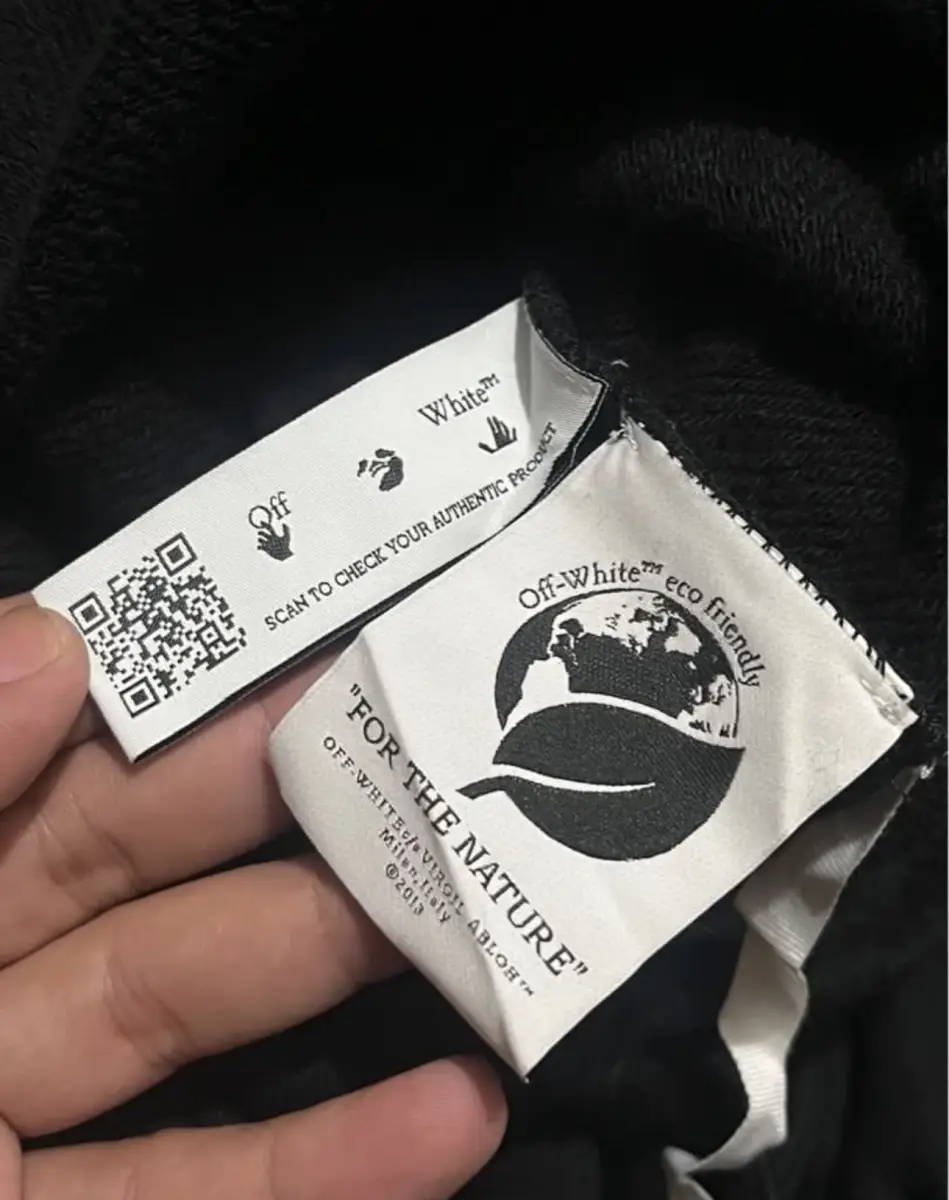 Off White™
SCAN TO CHECK YOUR AUTHENTIC PRODUCT
Off-White™ eco friendly
"FOR THE NATURE"
OFF-WHITE c/o VIRGIL ABLOH™
Milan, Italy
©2013